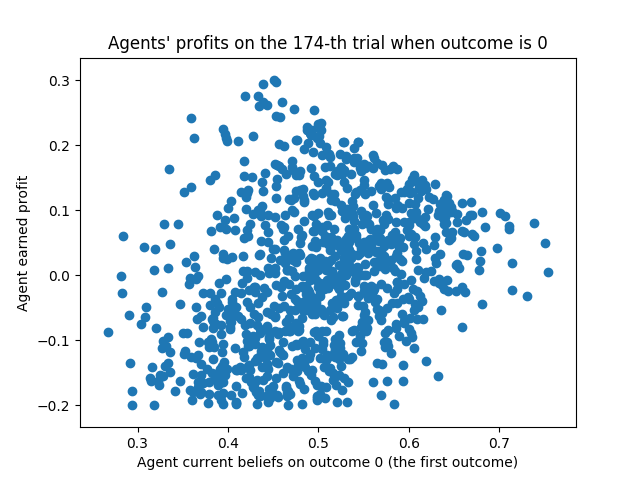 Agents' profits on the 174-th trial when outcome is 0
0.3
0.2
0.1
0.0
−0.1
−0.2
Agent earned profit
0.3 0.4 0.5 0.6 0.7
Agent current beliefs on outcome 0 (the first outcome)